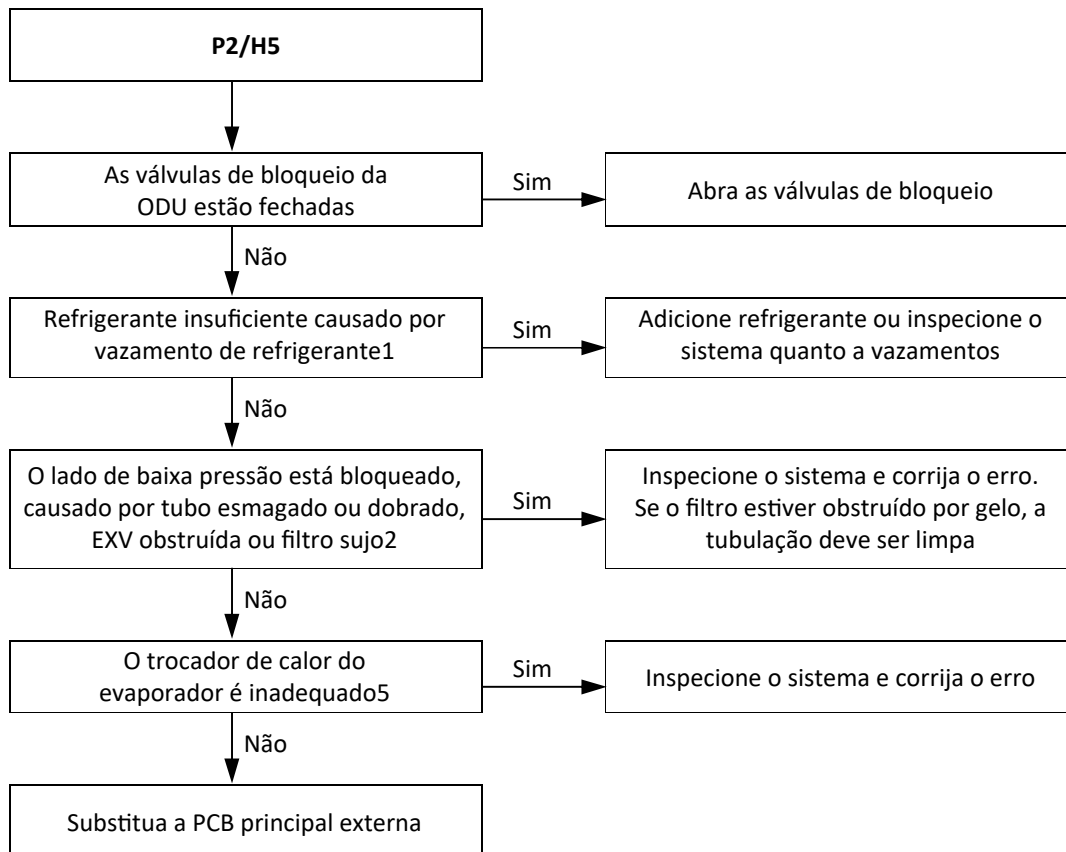 P2/H5
As válvulas de bloqueio da
ODU estão fechadas
Sim
Abra as válvulas de bloqueio
Não
Refrigerante insuficiente causado por
vazamento de refrigerante1
Sim
Adicione refrigerante ou inspecione o
sistema quanto a vazamentos
Não
O lado de baixa pressão está bloqueado,
causado por tubo esmagado ou dobrado,
EXV obstruída ou filtro sujo2
Sim
Inspecione o sistema e corrija o erro.
Se o filtro estiver obstruído por gelo, a
tubulação deve ser limpa
Não
O trocador de calor do
evaporador é inadequado5
Sim
Inspecione o sistema e corrija o erro
Não
Substitua a PCB principal externa